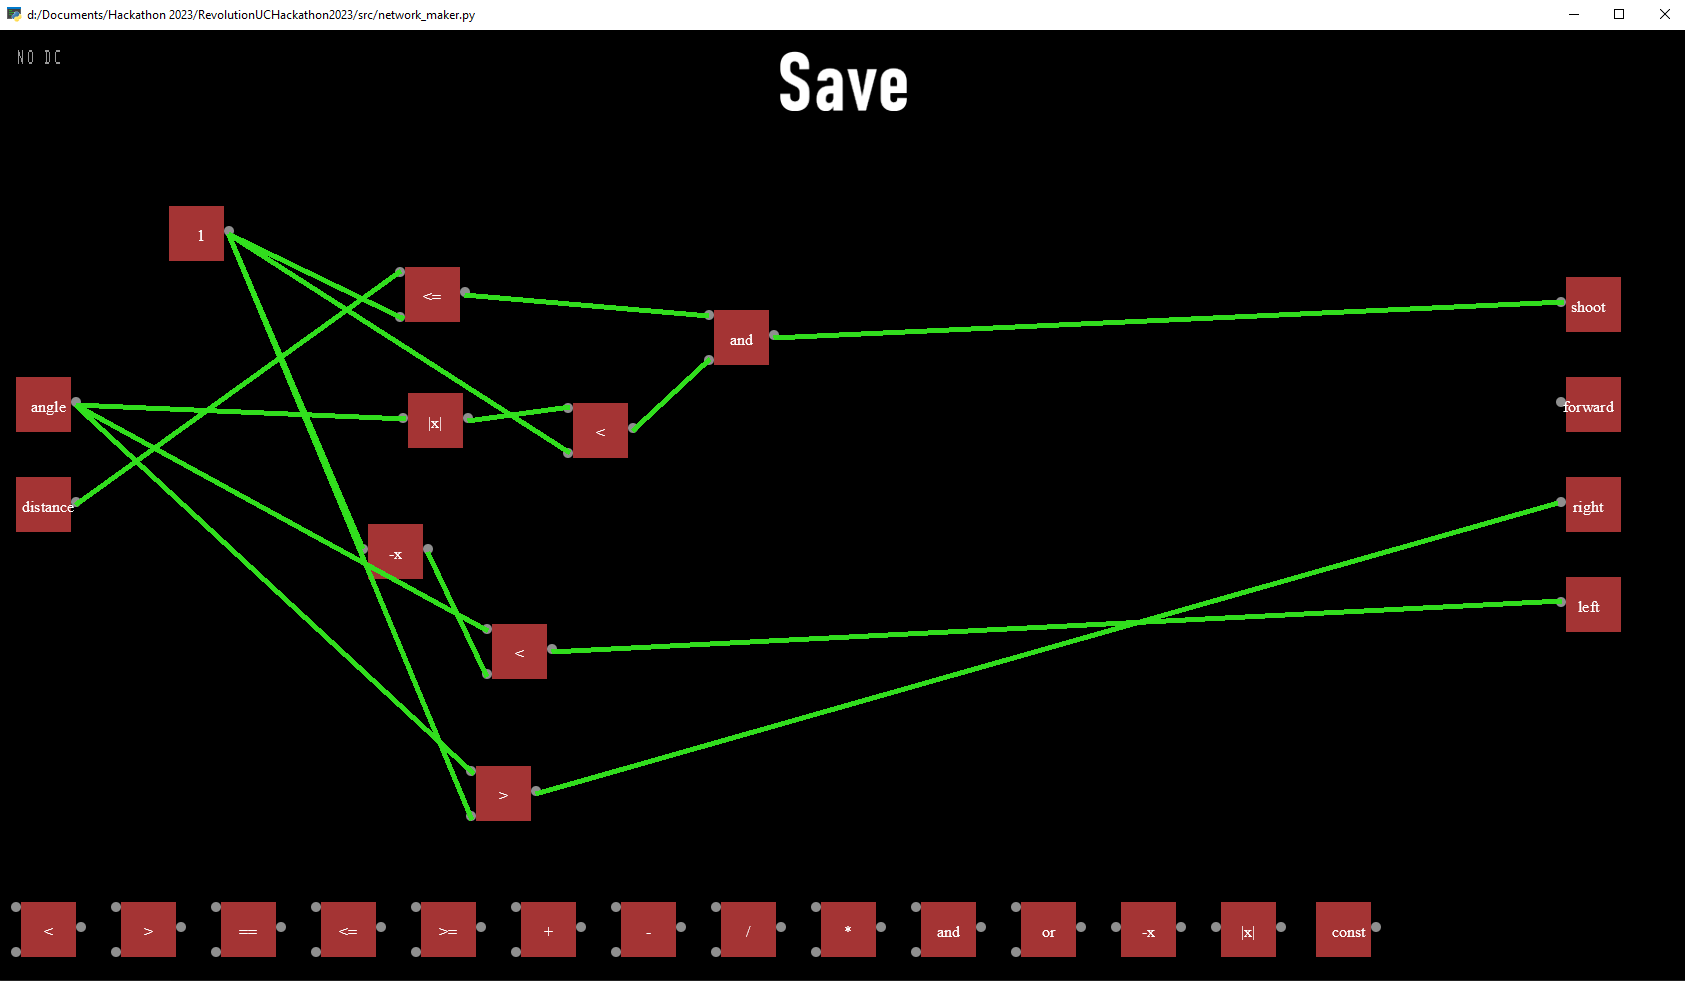 d:/Documents/Hackathon 2023/RevolutionUCHackathon2023/src/network_maker.py
NO DC
Save
1
<=
shoot
and
angle
|x|
<
forward
distance
right
-x
left
<
>
< > == <= >= + - / * and or -x |x| const